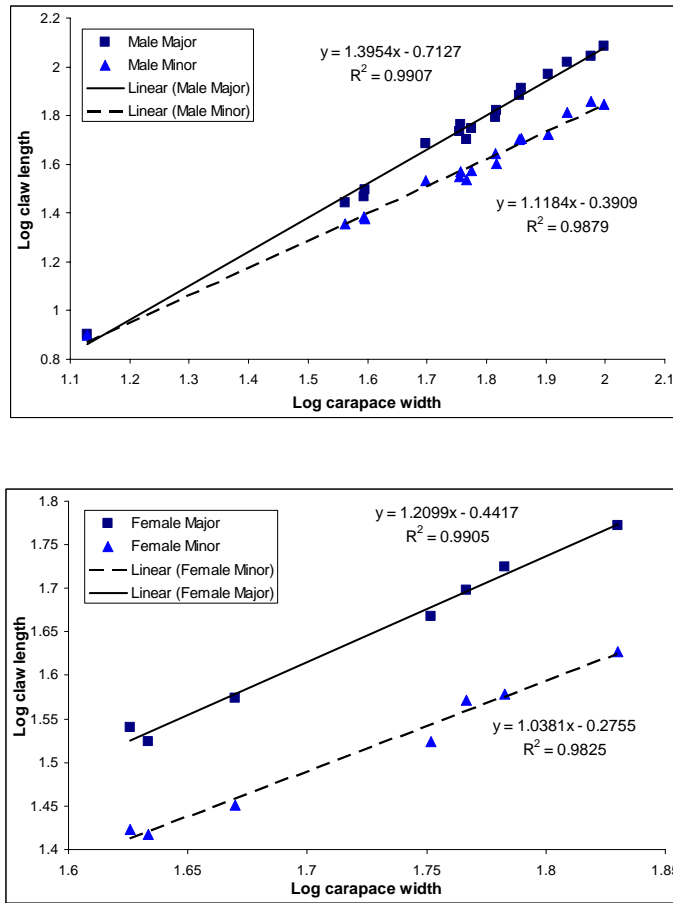 2.2
2
1.8
1.6
1.4
1.2
1
0.8
Log claw length
Male Major
Male Minor
Linear (Male Major)
Linear (Male Minor)
y = 1.3954x - 0.7127
R² = 0.9907
y = 1.1184x - 0.3909
R² = 0.9879
1.1 1.2 1.3 1.4 1.5 1.6 1.7 1.8 1.9 2 2.1
Log carapace width
1.8
1.75
1.7
1.65
1.6
1.55
1.5
1.45
1.4
Log claw length
Female Major
Female Minor
Linear (Female Minor)
Linear (Female Major)
y = 1.2099x - 0.4417
R² = 0.9905
y = 1.0381x - 0.2755
R² = 0.9825
1.6 1.65 1.7 1.75 1.8 1.85
Log carapace width